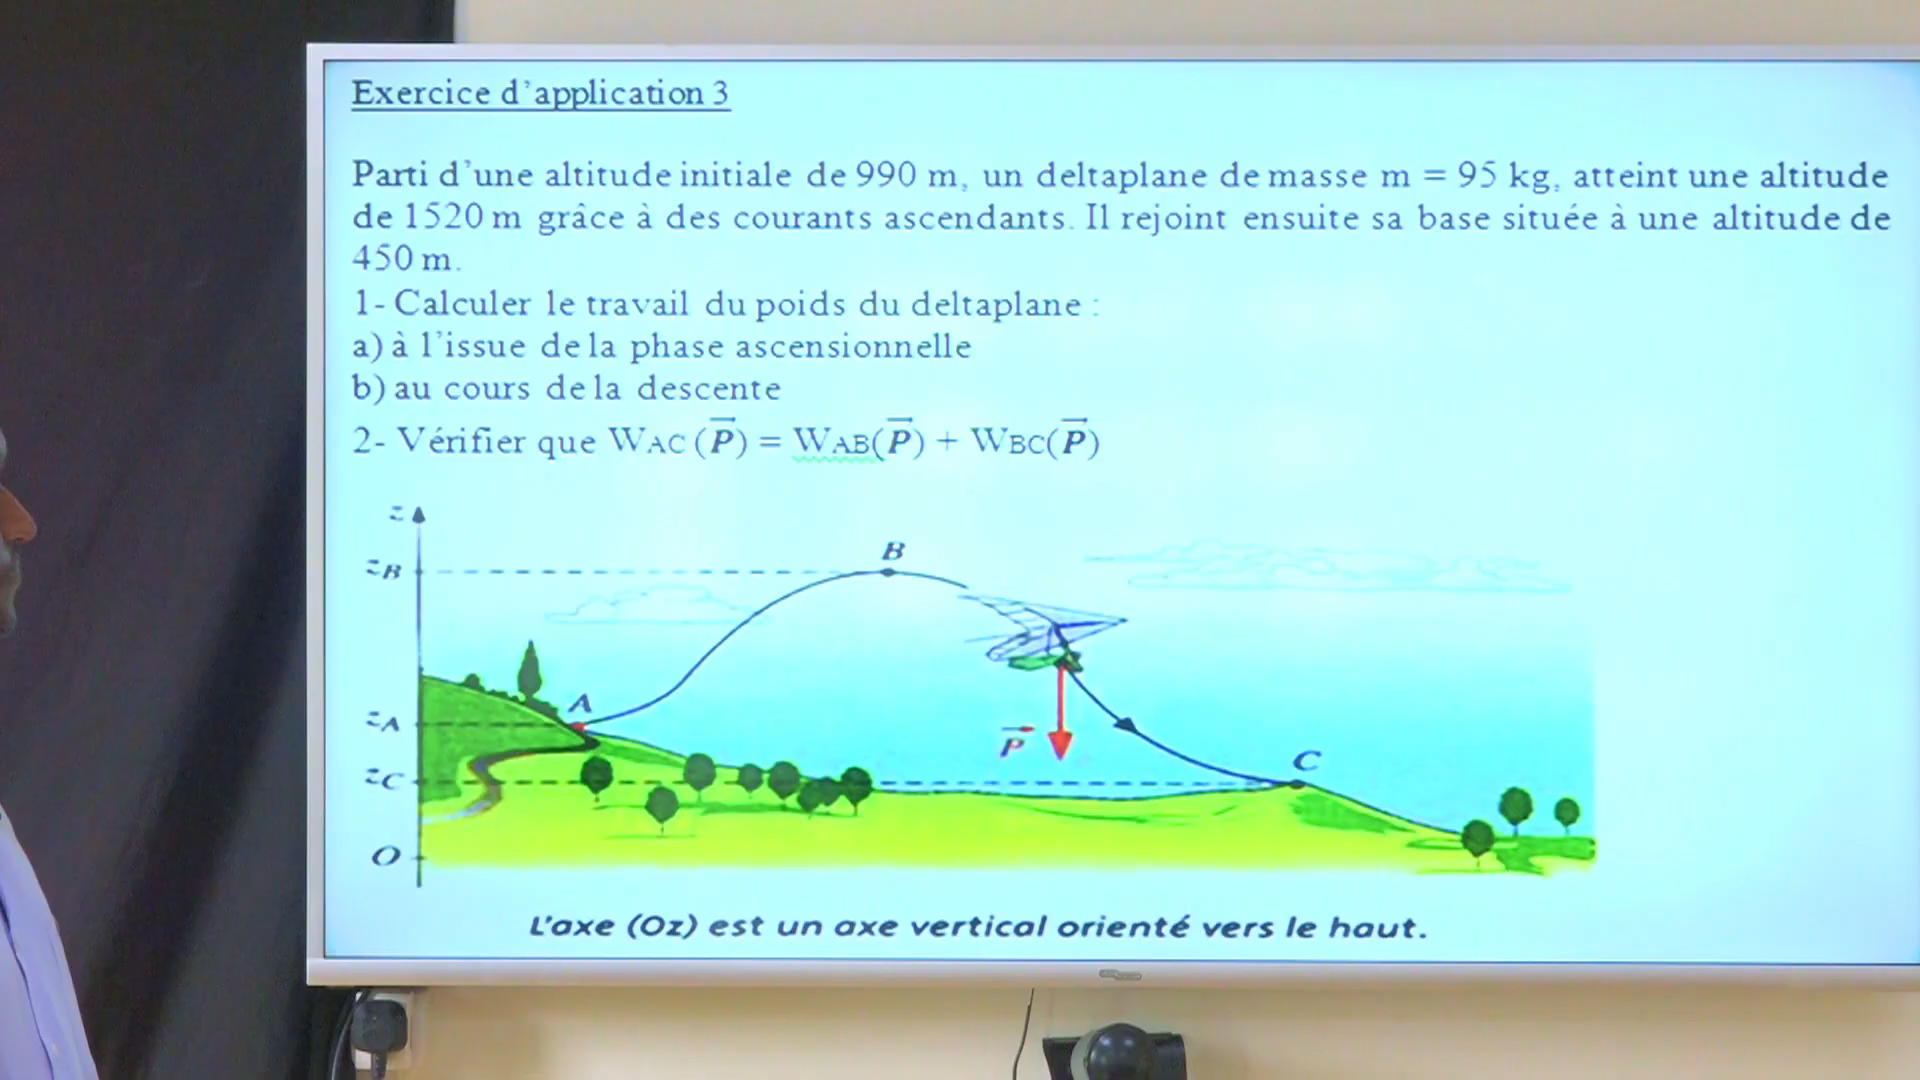 Exercice d'application 3
Parti d'une altitude initiale de 990 m, un deltaplane de masse m = 95 kg, atteint une altitude
de 1520 m grâce à des courants ascendants. Il rejoint ensuite sa base située à une altitude de
450 m.
1- Calculer le travail du poids du deltaplane :
a) à l'issue de la phase ascensionnelle
b) au cours de la descente
2- Vérifier que WAC (P⃗) = WAB(P⃗) + WBC(P⃗)
z
zB
B
A
zA
P⃗
C
zC
O
L'axe (Oz) est un axe vertical orienté vers le haut.